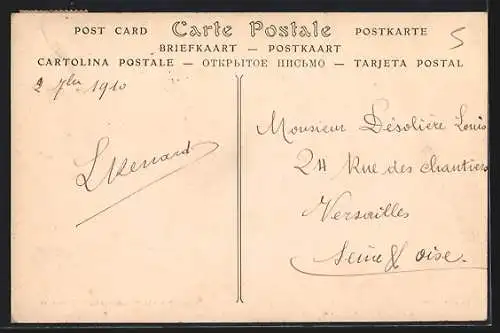 POST CARD Carte Postale POSTKARTE
BRIEFKAART — POSTKAART
CARTOLINA POSTALE — ОТКРЫТОЕ ПИСЬМО — TARJETA POSTAL
5
2 7bre 1910
LRenard
Monsieur Désolière Louis
24 Rue des Chantiers
Versailles
Seine & Oise.